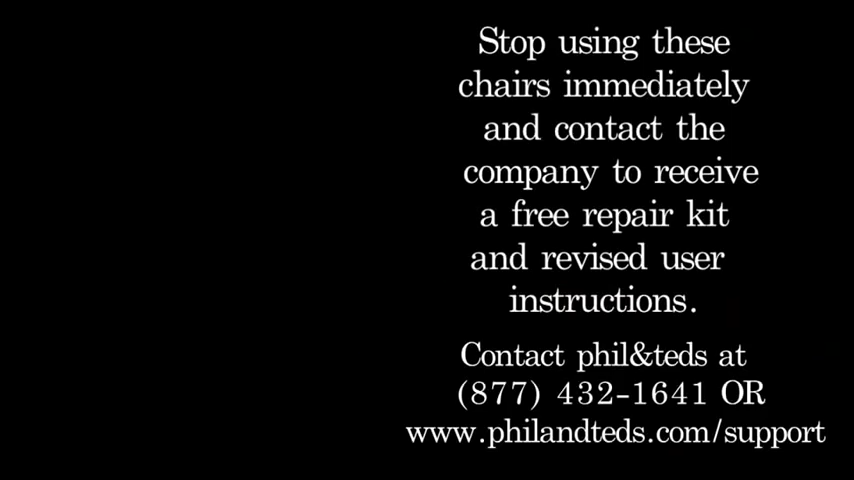 Stop using these
chairs immediately
and contact the
company to receive
a free repair kit
and revised user
instructions.
Contact phil&teds at
(877) 432-1641 OR
www.philandteds.com/support